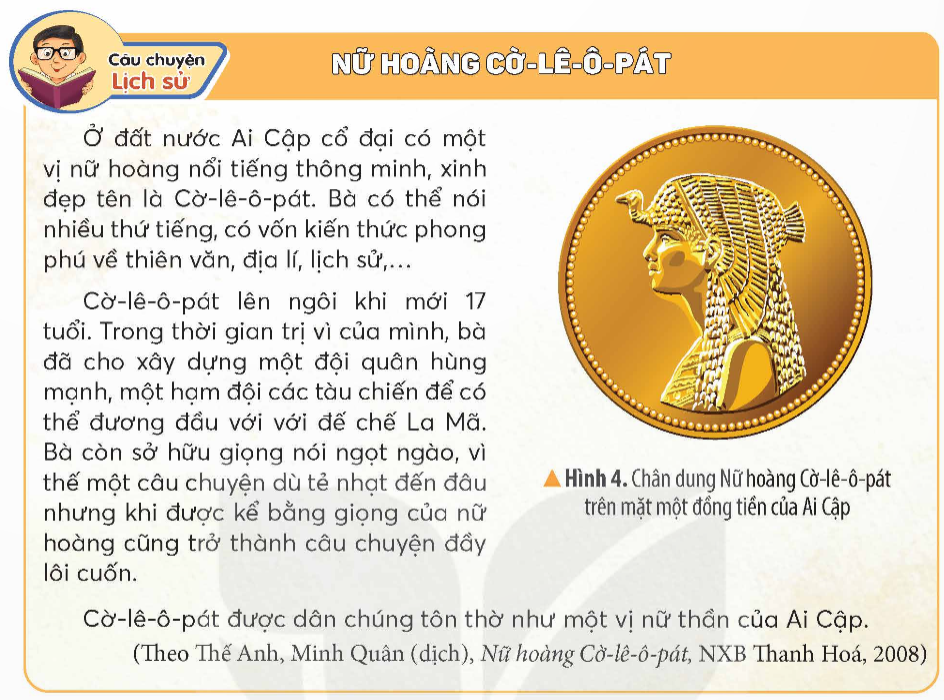 Câu chuyện
Lịch sử
NỮ HOÀNG CỜ-LÊ-Ô-PÁT
Ở đất nước Ai Cập cổ đại có một
vị nữ hoàng nổi tiếng thông minh, xinh
đẹp tên là Cờ-lê-ô-pát. Bà có thể nói
nhiều thứ tiếng, có vốn kiến thức phong
phú về thiên văn, địa lí, lịch sử,...
Cờ-lê-ô-pát lên ngôi khi mới 17
tuổi. Trong thời gian trị vì của mình, bà
đã cho xây dựng một đội quân hùng
mạnh, một hạm đội các tàu chiến để có
thể đương đầu với với đế chế La Mã.
Bà còn sở hữu giọng nói ngọt ngào, vì
thế một câu chuyện dù tẻ nhạt đến đâu
nhưng khi được kể bằng giọng của nữ
hoàng cũng trở thành câu chuyện đầy
lôi cuốn.
▲ Hình 4. Chân dung Nữ hoàng Cờ-lê-ô-pát
trên mặt một đồng tiền của Ai Cập
Cờ-lê-ô-pát được dân chúng tôn thờ như một vị nữ thần của Ai Cập.
(Theo Thế Anh, Minh Quân (dịch), Nữ hoàng Cờ-lê-ô-pát, NXB Thanh Hoá, 2008)